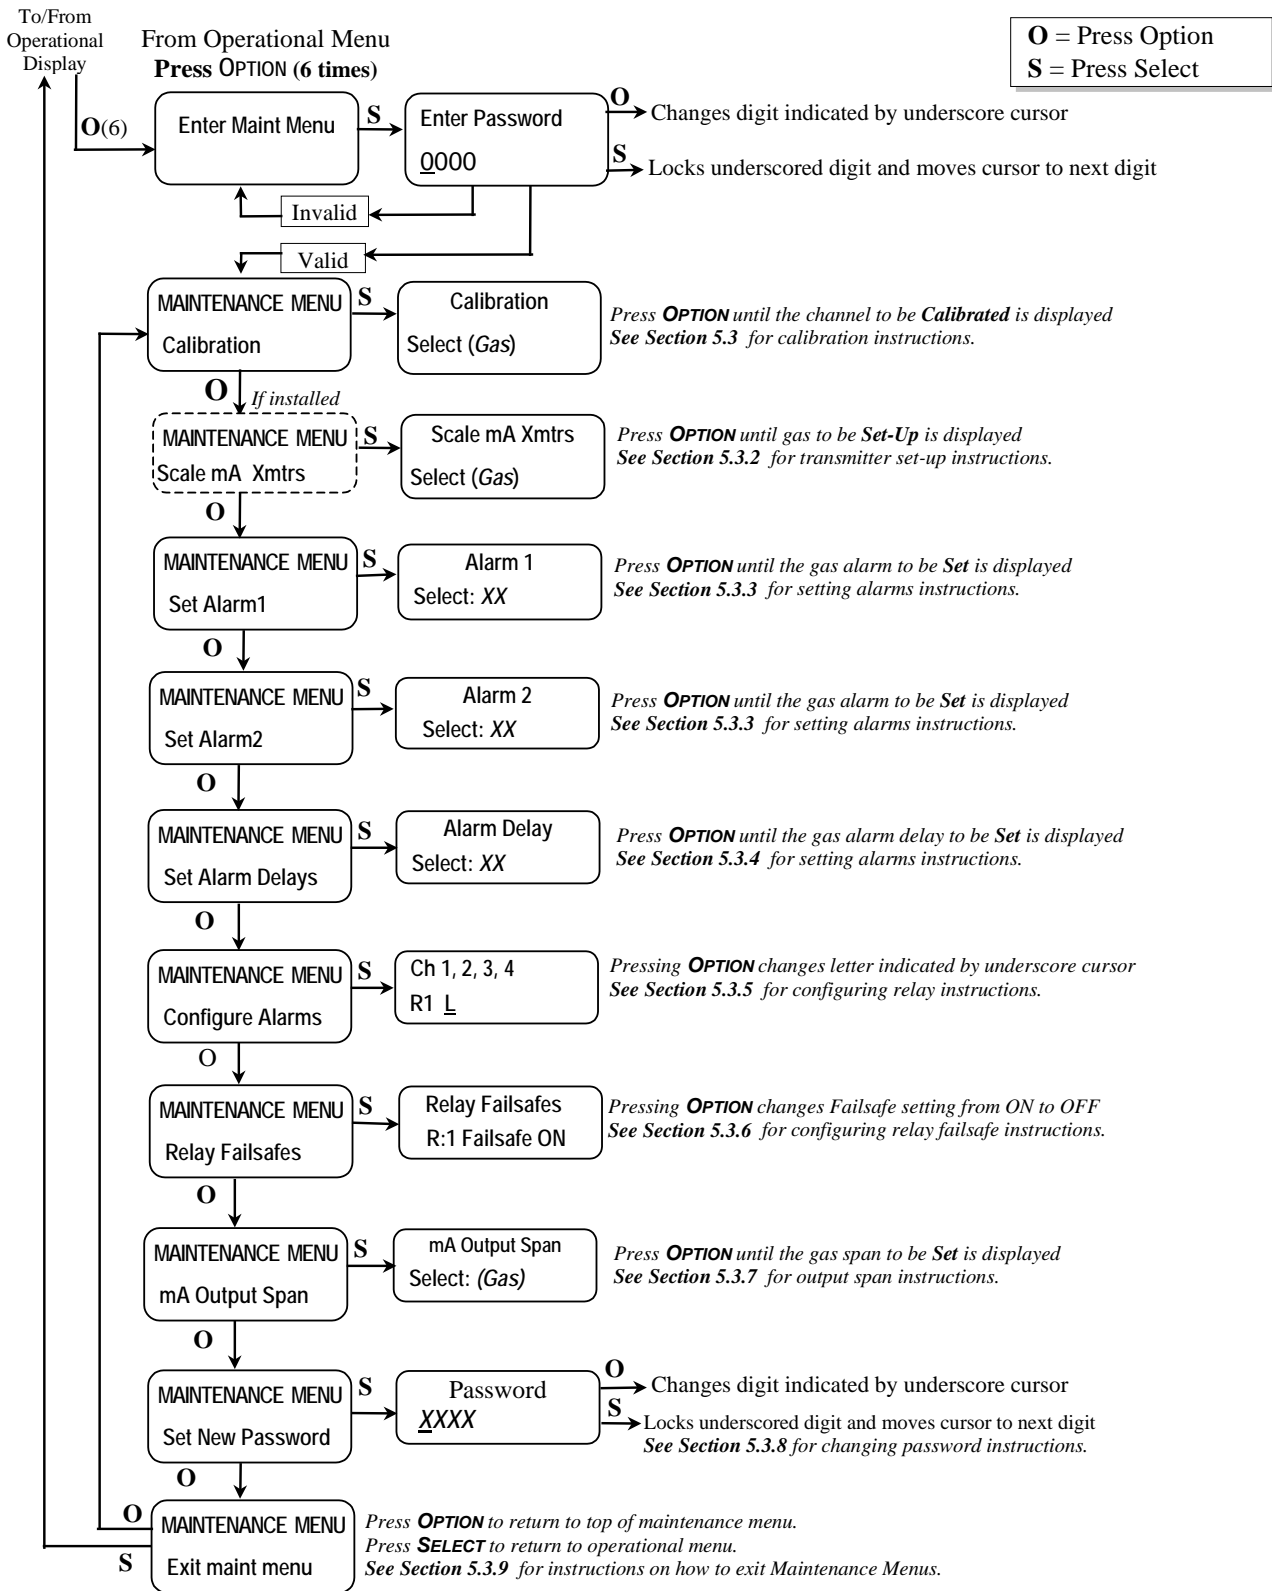 To/From
Operational
Display
From Operational Menu
Press OPTION (6 times)
O = Press Option
S = Press Select
O(6)
Enter Maint Menu
S
Enter Password
0000
O
Changes digit indicated by underscore cursor
S
Locks underscored digit and moves cursor to next digit
Invalid
Valid
MAINTENANCE MENU
Calibration
S
Calibration
Select (Gas)
Press OPTION until the channel to be Calibrated is displayed
See Section 5.3 for calibration instructions.
O
If installed
MAINTENANCE MENU
Scale mA Xmtrs
S
Scale mA Xmtrs
Select (Gas)
Press OPTION until gas to be Set-Up is displayed
See Section 5.3.2 for transmitter set-up instructions.
O
MAINTENANCE MENU
Set Alarm1
S
Alarm 1
Select: XX
Press OPTION until the gas alarm to be Set is displayed
See Section 5.3.3 for setting alarms instructions.
O
MAINTENANCE MENU
Set Alarm2
S
Alarm 2
Select: XX
Press OPTION until the gas alarm to be Set is displayed
See Section 5.3.3 for setting alarms instructions.
O
MAINTENANCE MENU
Set Alarm Delays
S
Alarm Delay
Select: XX
Press OPTION until the gas alarm delay to be Set is displayed
See Section 5.3.4 for setting alarms instructions.
O
MAINTENANCE MENU
Configure Alarms
S
Ch 1, 2, 3, 4
R1 L
Pressing OPTION changes letter indicated by underscore cursor
See Section 5.3.5 for configuring relay instructions.
O
MAINTENANCE MENU
Relay Failsafes
S
Relay Failsafes
R:1 Failsafe ON
Pressing OPTION changes Failsafe setting from ON to OFF
See Section 5.3.6 for configuring relay failsafe instructions.
O
MAINTENANCE MENU
mA Output Span
S
mA Output Span
Select: (Gas)
Press OPTION until the gas span to be Set is displayed
See Section 5.3.7 for output span instructions.
O
MAINTENANCE MENU
Set New Password
S
Password
XXXX
O
Changes digit indicated by underscore cursor
S
Locks underscored digit and moves cursor to next digit
See Section 5.3.8 for changing password instructions.
O
O
S
MAINTENANCE MENU
Exit maint menu
Press OPTION to return to top of maintenance menu.
Press SELECT to return to operational menu.
See Section 5.3.9 for instructions on how to exit Maintenance Menus.